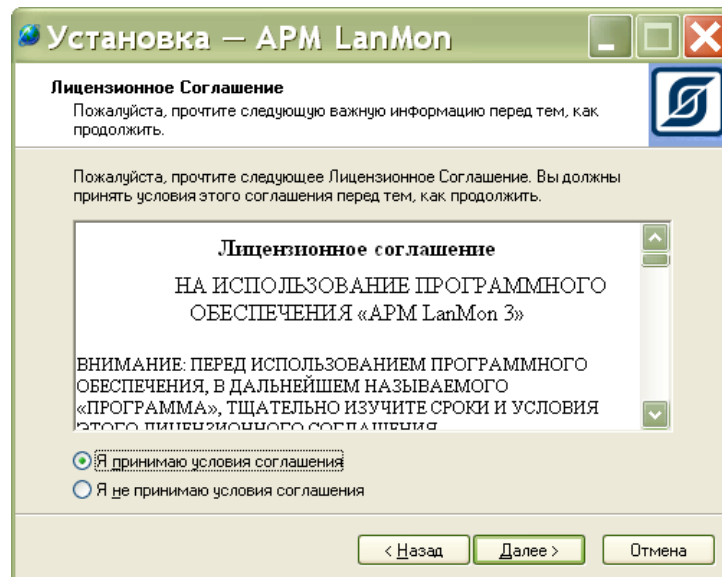 Установка — АРМ LanMon
Лицензионное Соглашение
Пожалуйста, прочтите следующую важную информацию перед тем, как
продолжить.
Пожалуйста, прочтите следующее Лицензионное Соглашение. Вы должны
принять условия этого соглашения перед тем, как продолжить.
Лицензионное соглашение
НА ИСПОЛЬЗОВАНИЕ ПРОГРАММНОГО
ОБЕСПЕЧЕНИЯ «АРМ LanMon 3»
ВНИМАНИЕ: ПЕРЕД ИСПОЛЬЗОВАНИЕМ ПРОГРАММНОГО
ОБЕСПЕЧЕНИЯ, В ДАЛЬНЕЙШЕМ НАЗЫВАЕМОГО
«ПРОГРАММА», ТЩАТЕЛЬНО ИЗУЧИТЕ СРОКИ И УСЛОВИЯ
ЭТОГО ЛИЦЕНЗИОННОГО СОГЛАШЕНИЯ
Я принимаю условия соглашения
Я не принимаю условия соглашения
< Назад Далее > Отмена